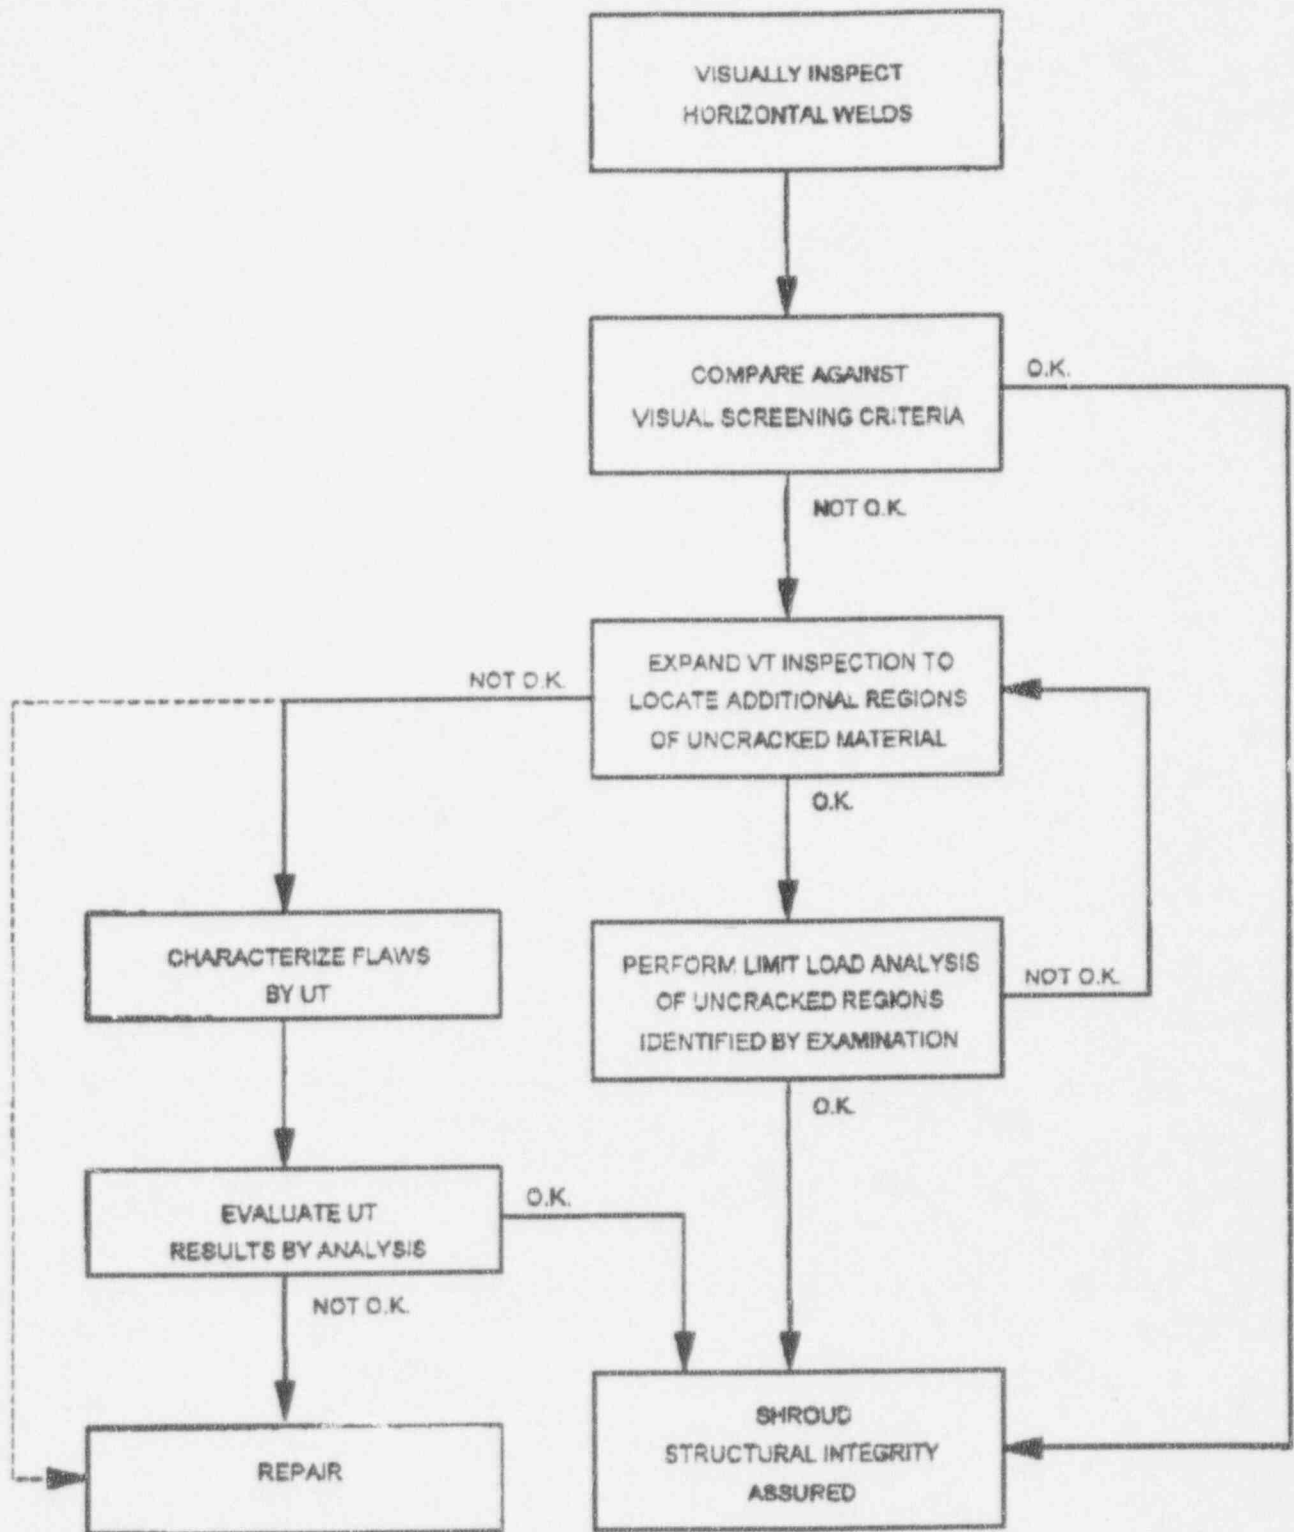 VISUALLY INSPECT
HORIZONTAL WELDS
COMPARE AGAINST
VISUAL SCREENING CRITERIA
O.K.
NOT O.K.
EXPAND VT INSPECTION TO
LOCATE ADDITIONAL REGIONS
OF UNCRACKED MATERIAL
NOT O.K.
O.K.
CHARACTERIZE FLAWS
BY UT
PERFORM LIMIT LOAD ANALYSIS
OF UNCRACKED REGIONS
IDENTIFIED BY EXAMINATION
NOT O.K.
O.K.
EVALUATE UT
RESULTS BY ANALYSIS
O.K.
NOT O.K.
REPAIR
SHROUD
STRUCTURAL INTEGRITY
ASSURED